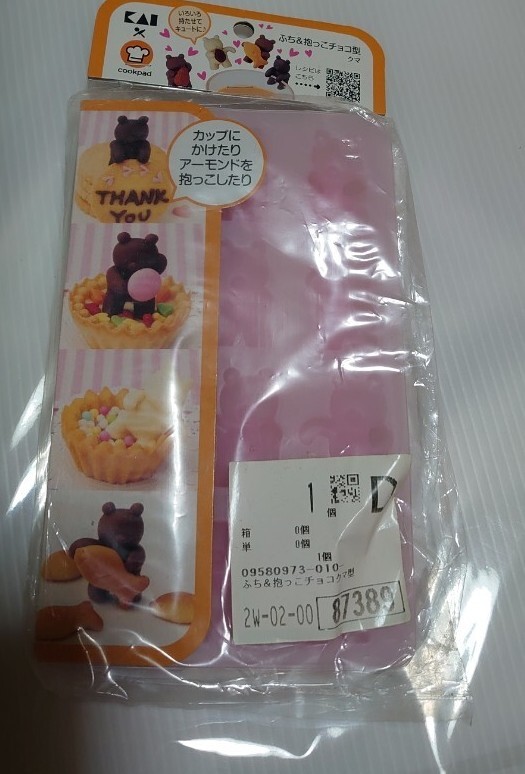 KAI
×
cookpad
いろいろ
持たせて
キュートに♪
ふち&抱っこチョコ型
クマ
レシピは
こちら
カップに
かけたり
アーモンドを
抱っこしたり
THANK
YoU
1
個
D
箱 0個
単 0個
1個
09580973-010
ふち&抱っこチョコクマ型
2W-02-00
87389